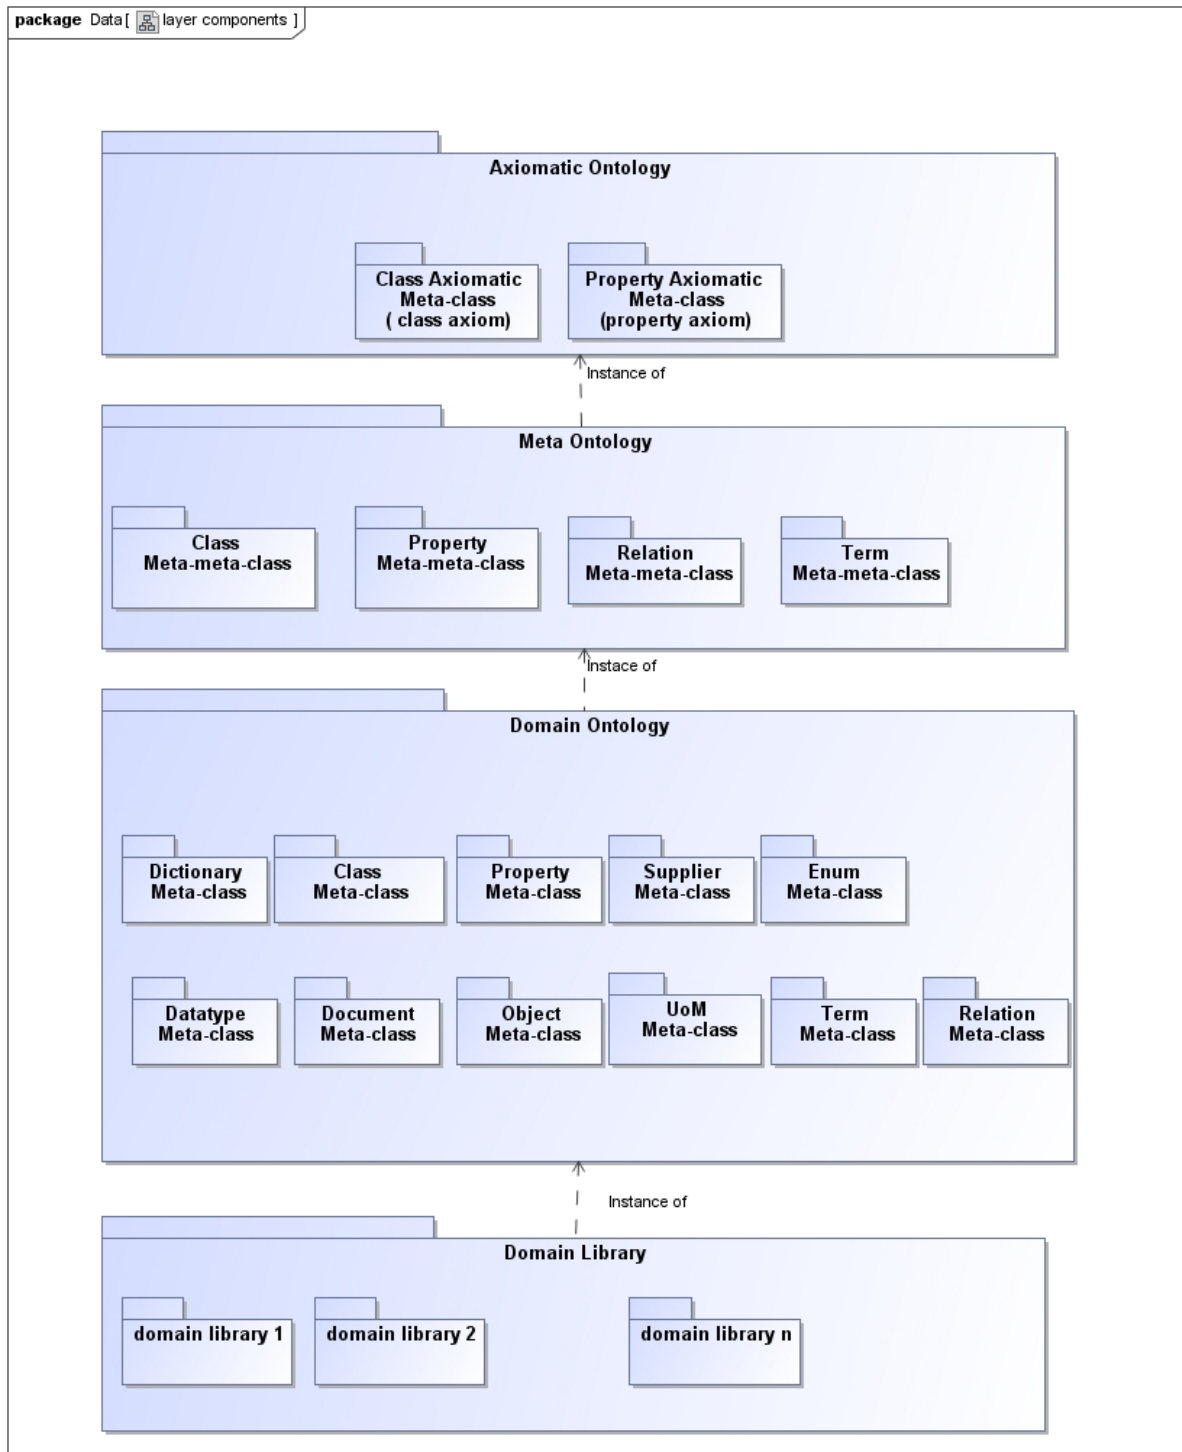 package Data[ layer components ]
Axiomatic Ontology
Class Axiomatic
Meta-class
( class axiom)
Property Axiomatic
Meta-class
(property axiom)
Instance of
Meta Ontology
Class
Meta-meta-class
Property
Meta-meta-class
Relation
Meta-meta-class
Term
Meta-meta-class
Instace of
Domain Ontology
Dictionary
Meta-class
Class
Meta-class
Property
Meta-class
Supplier
Meta-class
Enum
Meta-class
Datatype
Meta-class
Document
Meta-class
Object
Meta-class
UoM
Meta-class
Term
Meta-class
Relation
Meta-class
Instance of
Domain Library
domain library 1
domain library 2
domain library n